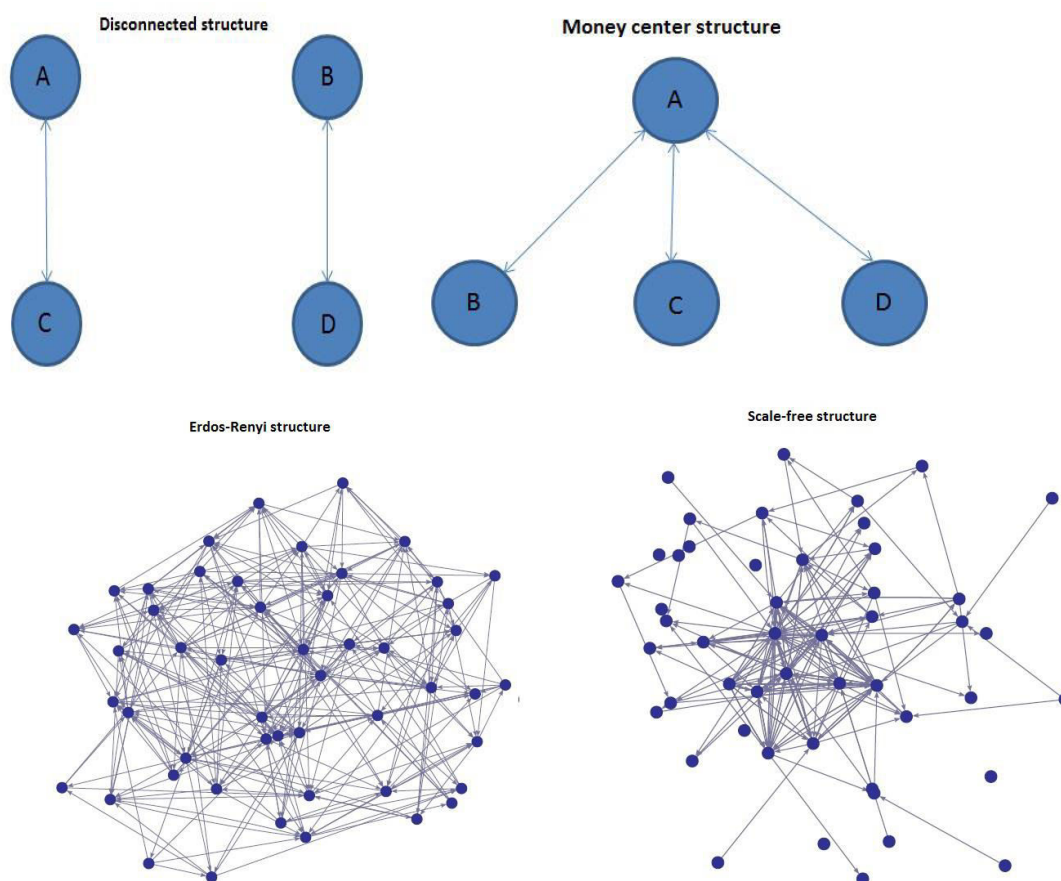 Disconnected structure
Money center structure
A
B
A
C
D
B
C
D
Erdos-Renyi structure
Scale-free structure